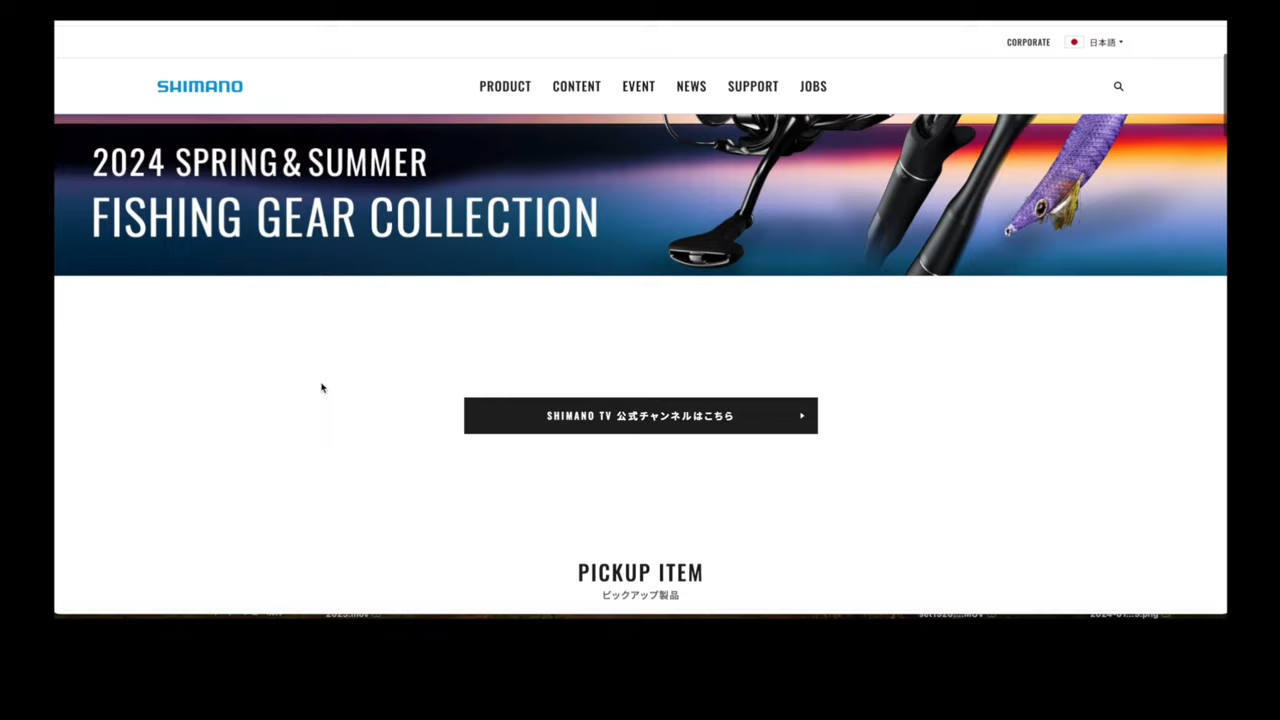 CORPORATE 日本語
SHIMANO PRODUCT CONTENT EVENT NEWS SUPPORT JOBS
2024 SPRING & SUMMER
FISHING GEAR COLLECTION
SHIMANO TV 公式チャンネルはこちら
PICKUP ITEM
ピックアップ製品